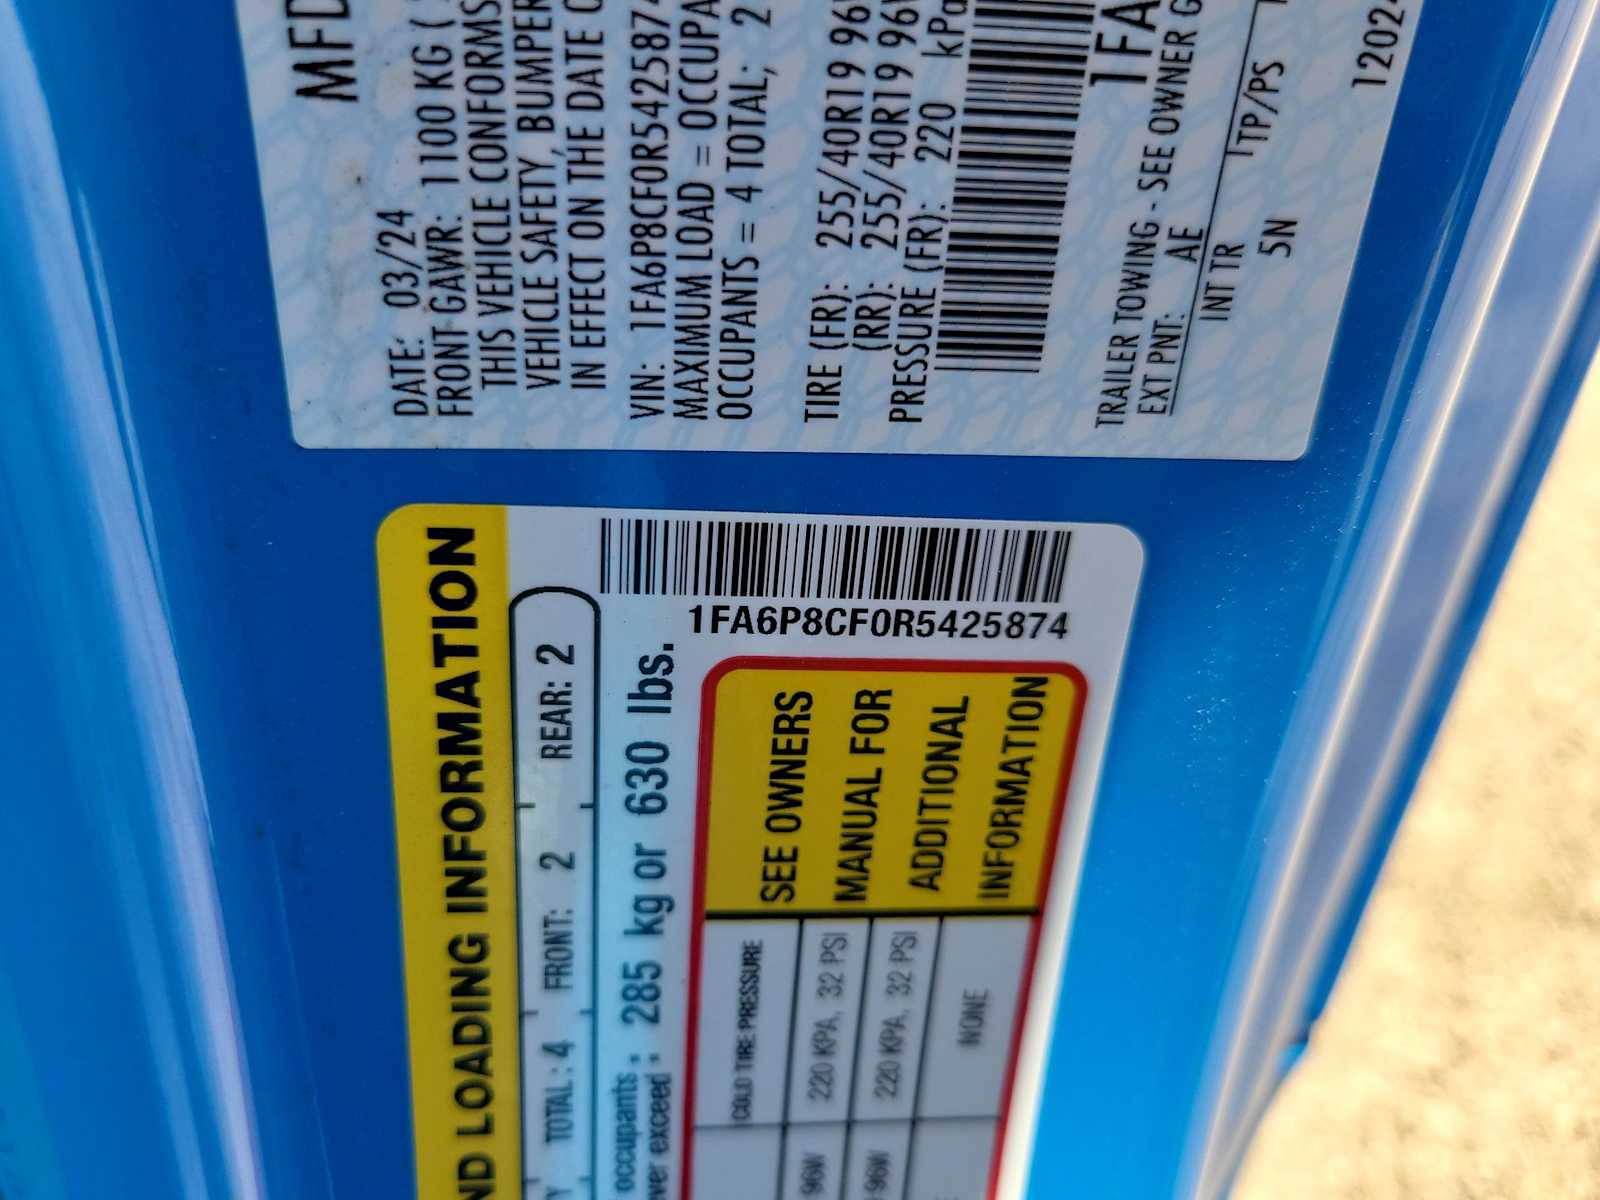 MFD
DATE: 03/24
FRONT GAWR: 1100 KG (
THIS VEHICLE CONFORMS
VEHICLE SAFETY, BUMPER
IN EFFECT ON THE DATE O
VIN: 1FA6P8CF0R542587
MAXIMUM LOAD = OCCUPA
OCCUPANTS = 4 TOTAL; 2
TIRE (FR): 255/40R19 96W
(RR): 255/40R19 96W
PRESSURE (FR): 220 kPa
1FA
TRAILER TOWING - SEE OWNER G
EXT PNT: AE
INT TR TP/PS
5N
12024
ND LOADING INFORMATION
Y TOTAL: 4 FRONT: 2 REAR: 2
occupants : 285 kg or 630 lbs.
ver exceed :
1FA6P8CF0R5425874
COLD TIRE PRESSURE
96W 220 KPA, 32 PSI
96W 220 KPA, 32 PSI
NONE
SEE OWNERS
MANUAL FOR
ADDITIONAL
INFORMATION